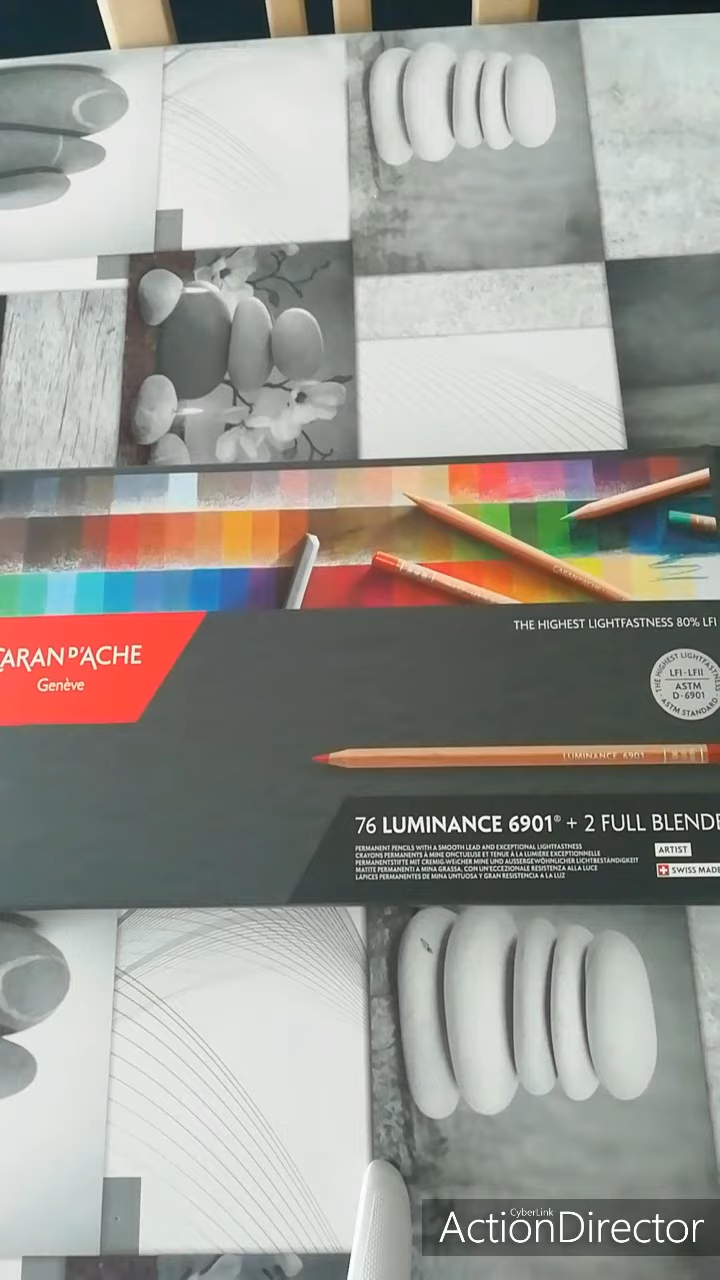 CARAN D'ACHE
THE HIGHEST LIGHTFASTNESS 80% LFI
CARAN D'ACHE
Genève
THE HIGHEST LIGHTFASTNESS
LFI-LFII
ASTM
D-6901
ASTM STANDARD
LUMINANCE 6901
76 LUMINANCE 6901® + 2 FULL BLENDE
PERMANENT PENCILS WITH A SMOOTH LEAD AND EXCEPTIONAL LIGHTFASTNESS
CRAYONS PERMANENTS À MINE ONCTUEUSE ET TENUE À LA LUMIÈRE EXCEPTIONNELLE
PERMANENTSTIFTE MIT CREMIG-WEICHER MINE UND AUSSERGEWÖHNLICHER LICHTBESTÄNDIGKEIT
MATITE PERMANENTI A MINA GRASSA, CON UN'ECCEZIONALE RESISTENZA ALLA LUCE
LÁPICES PERMANENTES DE MINA UNTUOSA Y GRAN RESISTENCIA A LA LUZ
ARTIST
SWISS MADE
CyberLink
ActionDirector